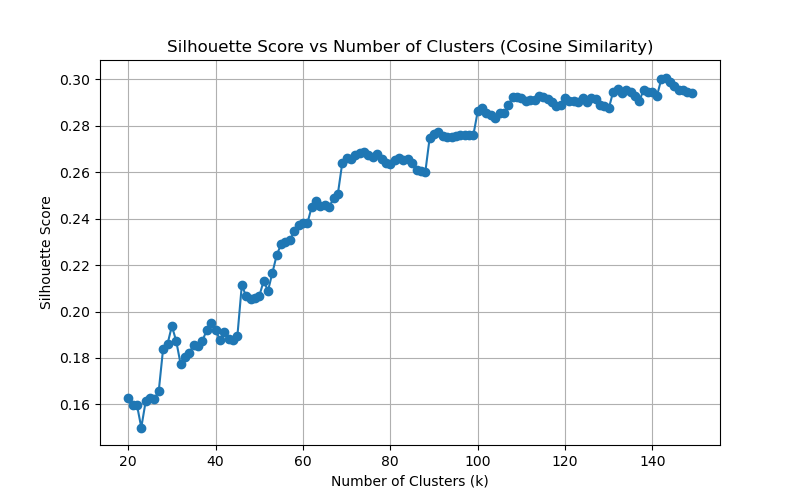 Silhouette Score vs Number of Clusters (Cosine Similarity)
0.30
0.28
0.26
0.24
0.22
0.20
0.18
0.16
Silhouette Score
20 40 60 80 100 120 140
Number of Clusters (k)